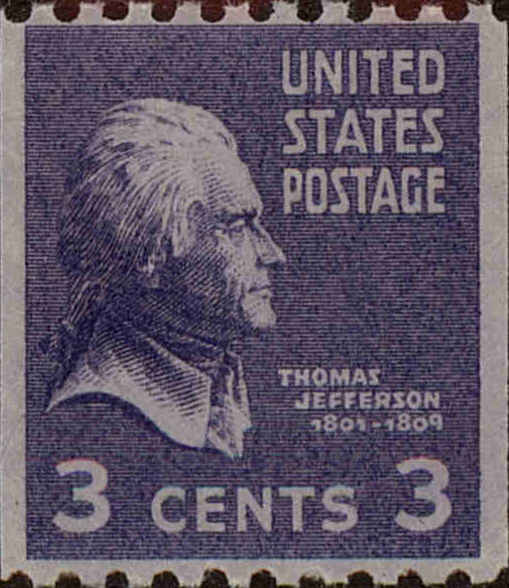 UNITED
STATES
POSTAGE
THOMAS
JEFFERSON
1801-1809
3 CENTS 3